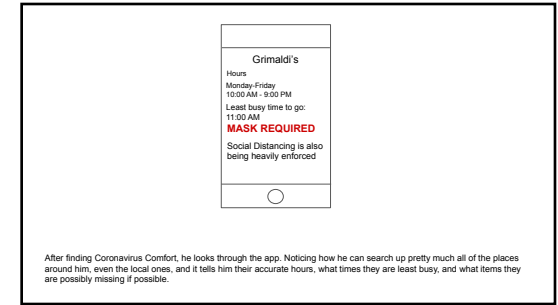 Grimaldi's
Hours
Monday-Friday
10:00 AM - 9:00 PM
Least busy time to go:
11:00 AM
MASK REQUIRED
Social Distancing is also
being heavily enforced
After finding Coronavirus Comfort, he looks through the app. Noticing how he can search up pretty much all of the places
around him, even the local ones, and it tells him their accurate hours, what times they are least busy, and what items they
are possibly missing if possible.